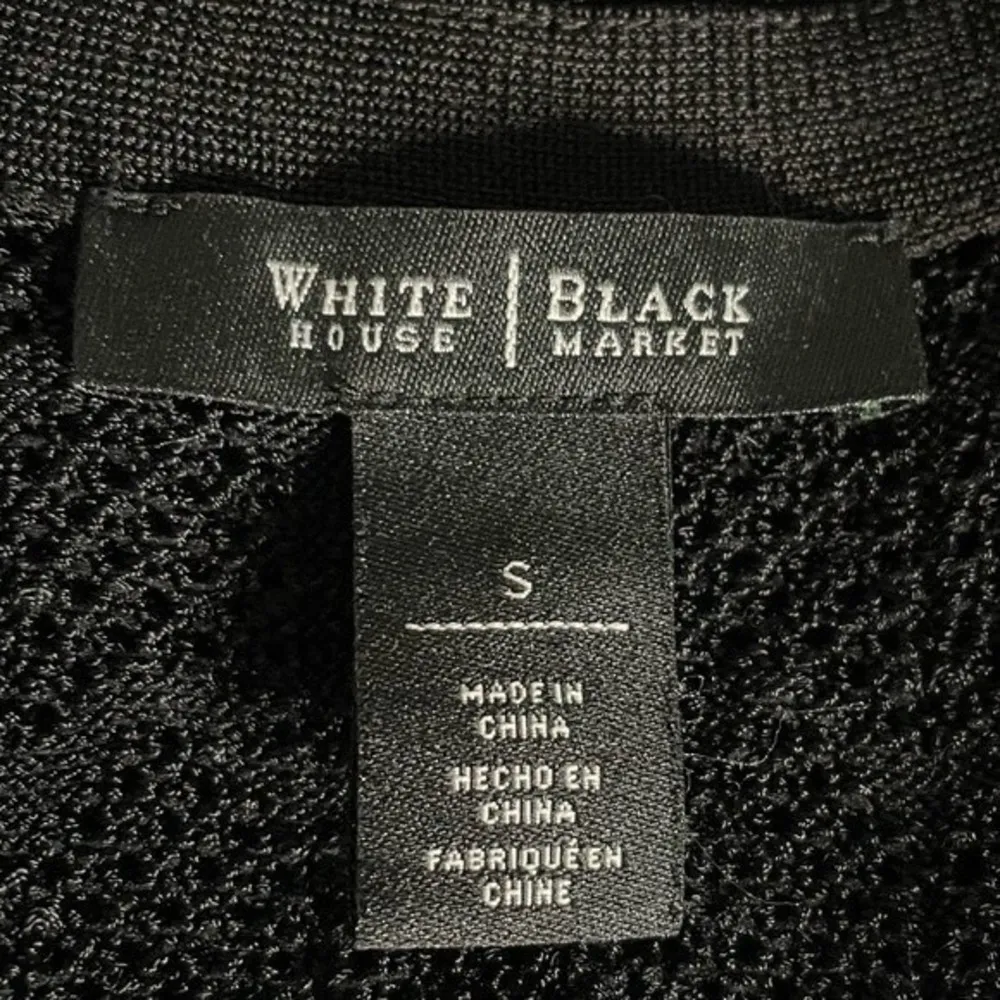 WHITE | BLACK
HOUSE | MARKET
S
MADE IN
CHINA
HECHO EN
CHINA
FABRIQUÉ EN
CHINE